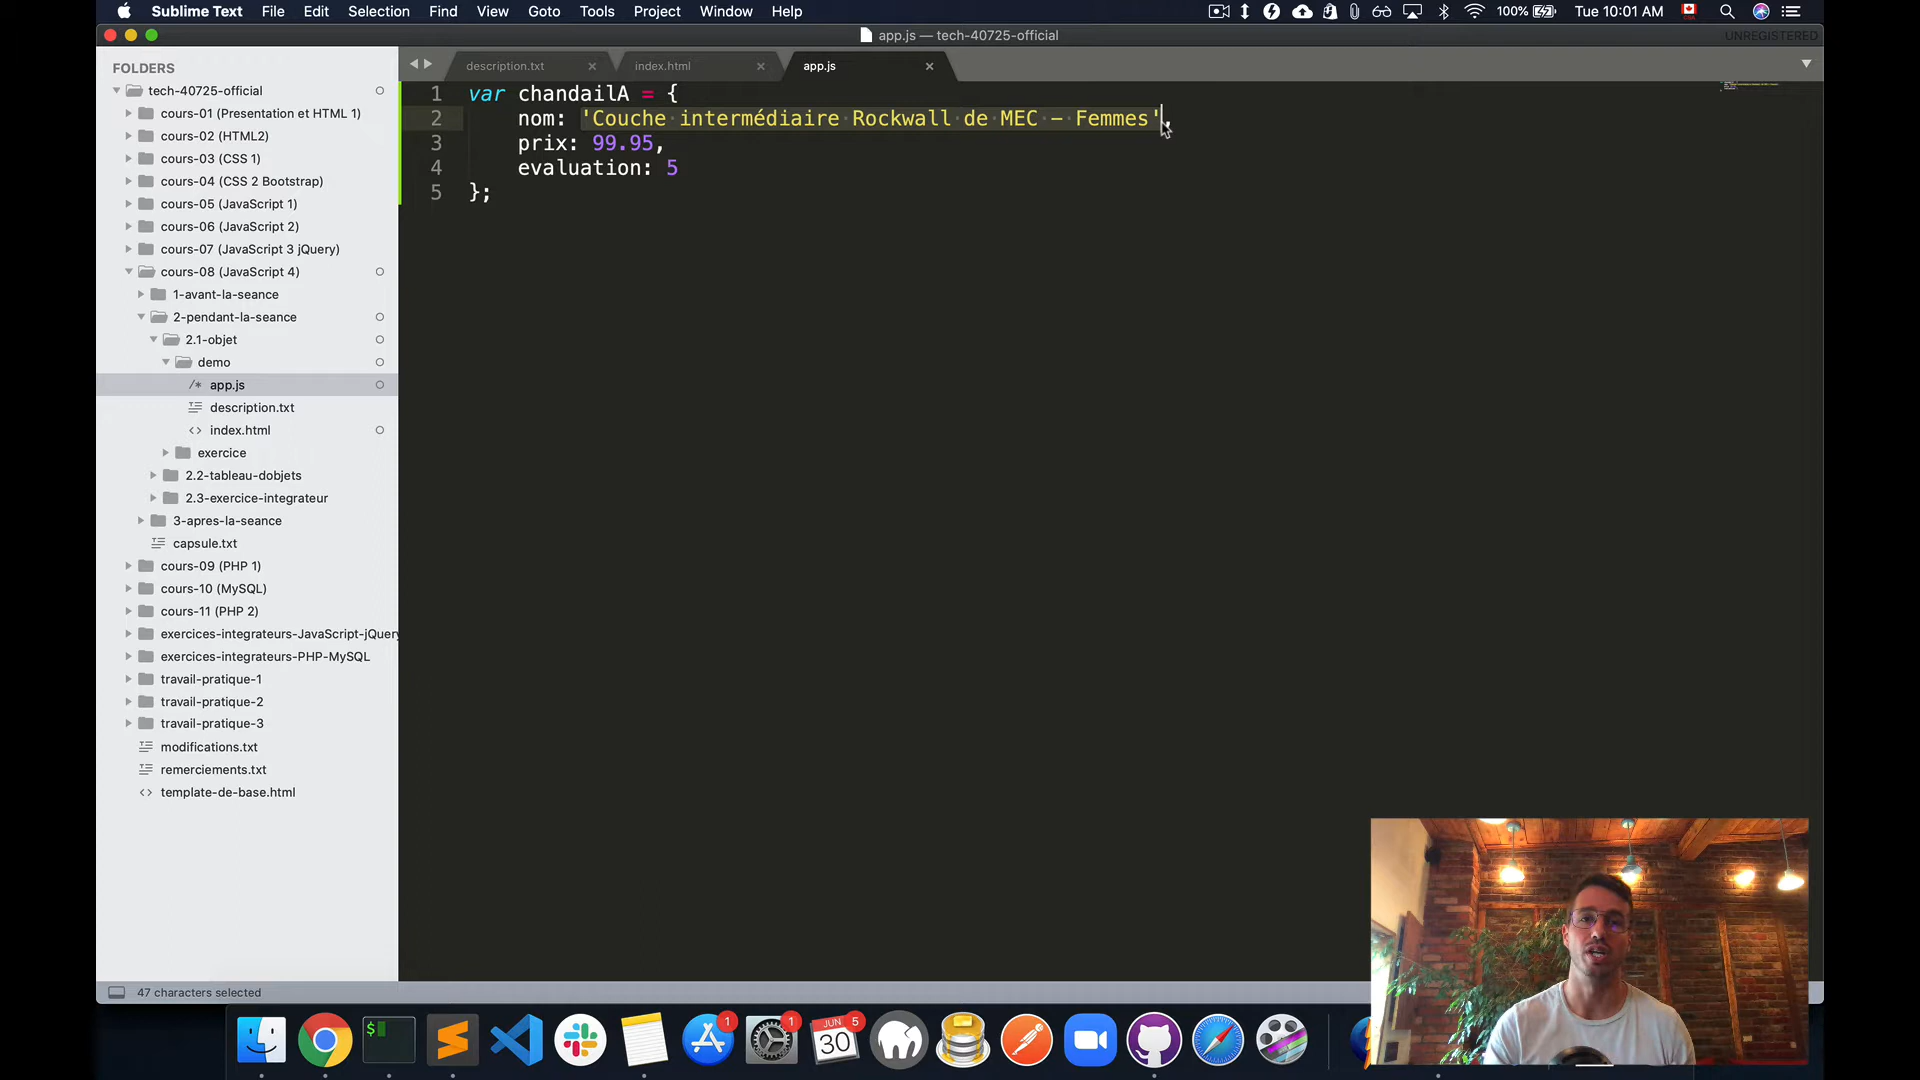 Sublime Text File Edit Selection Find View Goto Tools Project Window Help 100% Tue 10:01 AM
app.js — tech-40725-official UNREGISTERED
FOLDERS
tech-40725-official
cours-01 (Presentation et HTML 1)
cours-02 (HTML2)
cours-03 (CSS 1)
cours-04 (CSS 2 Bootstrap)
cours-05 (JavaScript 1)
cours-06 (JavaScript 2)
cours-07 (JavaScript 3 jQuery)
cours-08 (JavaScript 4)
1-avant-la-seance
2-pendant-la-seance
2.1-objet
demo
/* app.js
description.txt
<> index.html
exercice
2.2-tableau-dobjets
2.3-exercice-integrateur
3-apres-la-seance
capsule.txt
cours-09 (PHP 1)
cours-10 (MySQL)
cours-11 (PHP 2)
exercices-integrateurs-JavaScript-jQuery
exercices-integrateurs-PHP-MySQL
travail-pratique-1
travail-pratique-2
travail-pratique-3
modifications.txt
remerciements.txt
<> template-de-base.html
description.txt index.html app.js
1 var chandailA = {
2 nom: 'Couche intermédiaire Rockwall de MEC – Femmes',
3 prix: 99.95,
4 evaluation: 5
5 };
47 characters selected
$
1
1
JUN 5
30